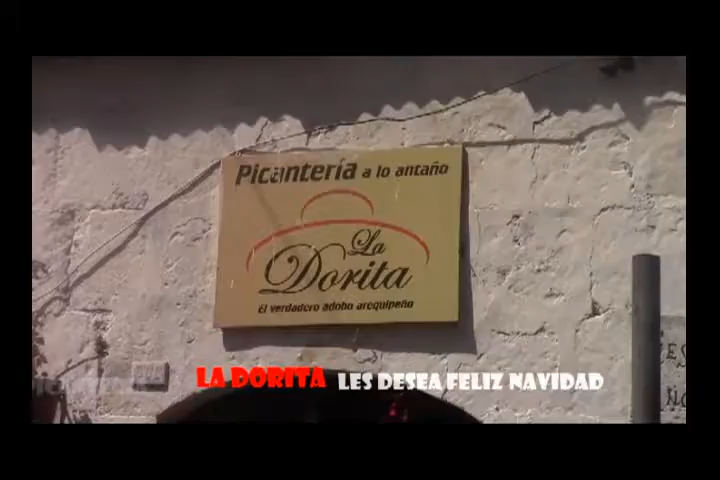 Picantería a lo antaño
La
Dorita
El verdadero adobo arequipeño
LA DORITA LES DESEA FELIZ NAVIDAD